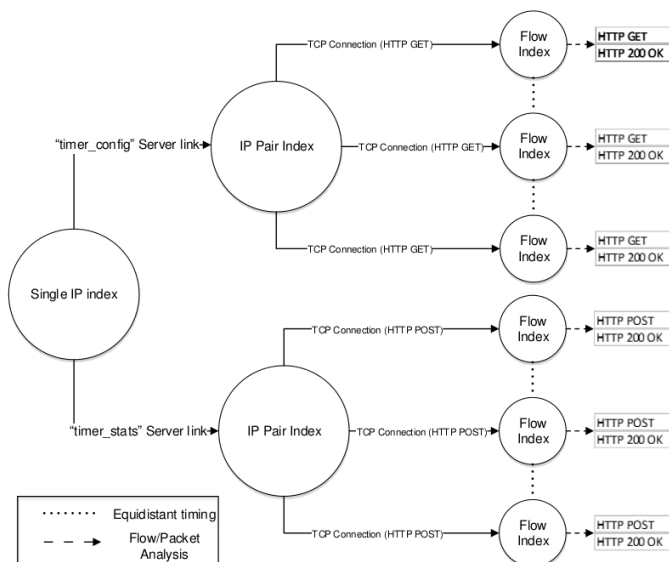 TCP Connection (HTTP GET)
Flow
Index
HTTP GET
HTTP 200 OK
"timer_config" Server link
IP Pair Index
TCP Connection (HTTP GET)
Flow
Index
HTTP GET
HTTP 200 OK
TCP Connection (HTTP GET)
Flow
Index
HTTP GET
HTTP 200 OK
Single IP index
TCP Connection (HTTP POST)
Flow
Index
HTTP POST
HTTP 200 OK
"timer_stats" Server link
IP Pair Index
TCP Connection (HTTP POST)
Flow
Index
HTTP POST
HTTP 200 OK
TCP Connection (HTTP POST)
Flow
Index
HTTP POST
HTTP 200 OK
Equidistant timing
Flow/Packet
Analysis